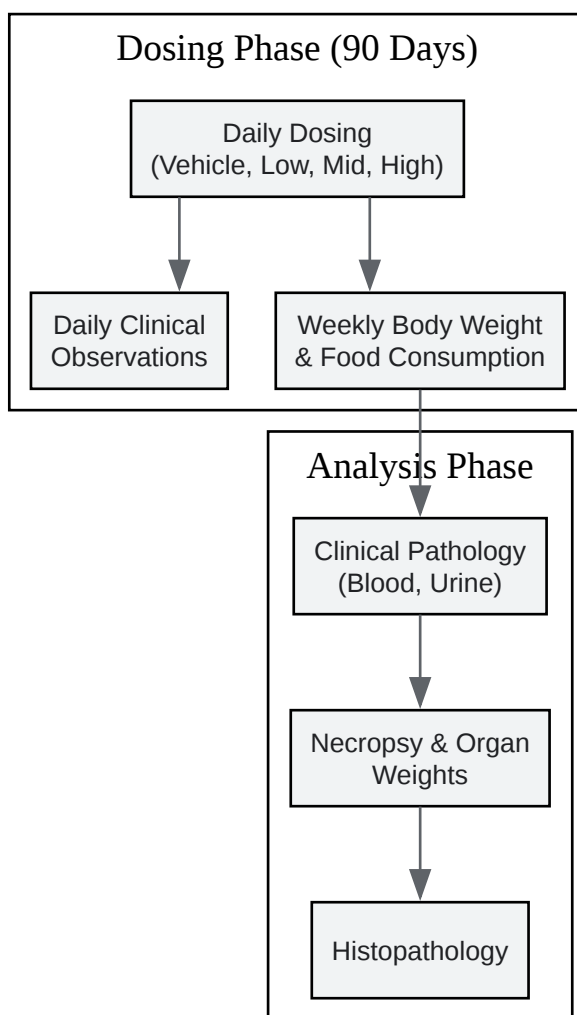 Dosing Phase (90 Days)
Daily Dosing
(Vehicle, Low, Mid, High)
Daily Clinical
Observations
Weekly Body Weight
& Food Consumption
Analysis Phase
Clinical Pathology
(Blood, Urine)
Necropsy & Organ
Weights
Histopathology